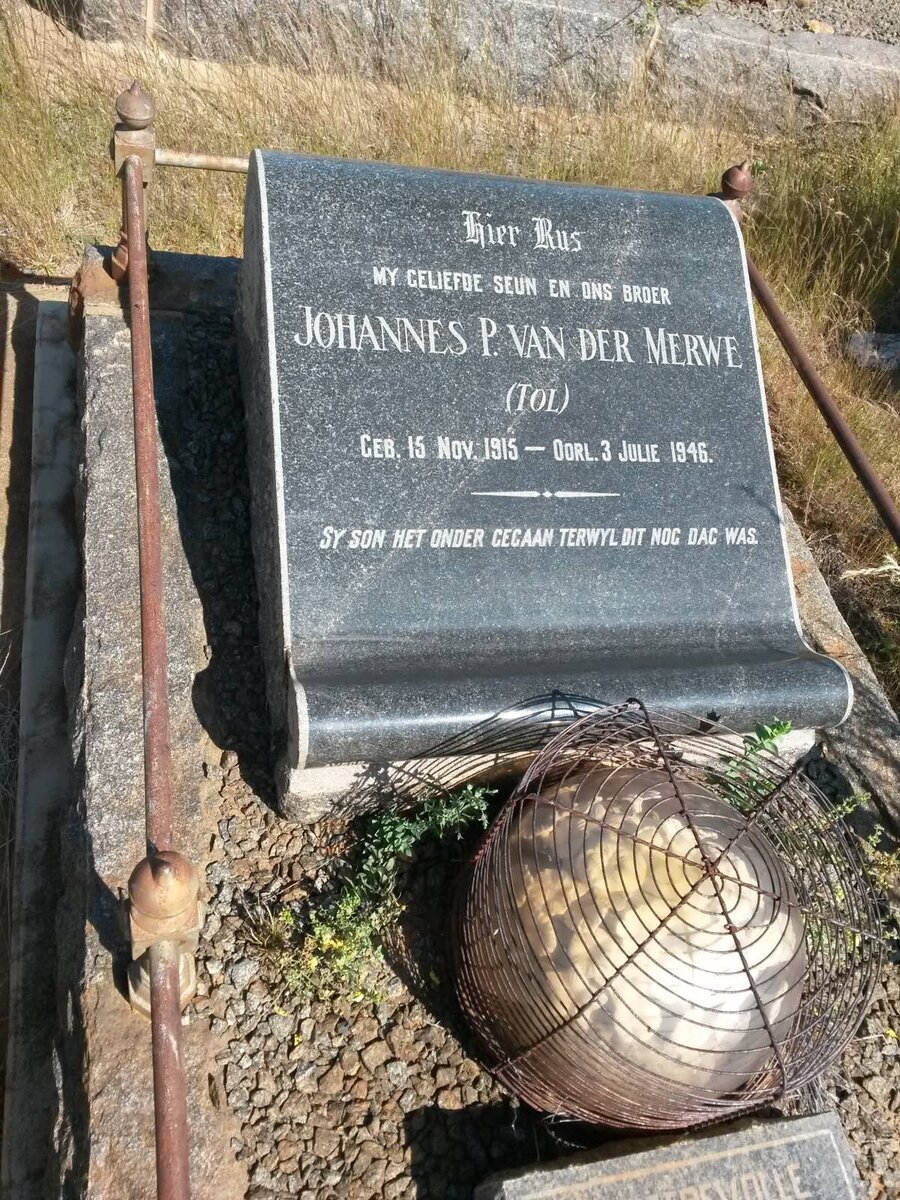 Hier Rus
MY GELIEFDE SEUN EN ONS BROER
JOHANNES P. VAN DER MERWE
(TOL)
GEB. 15 NOV. 1915 — OORL. 3 JULIE 1946.
SY SON HET ONDER GEGAAN TERWYL DIT NOG DAG WAS.